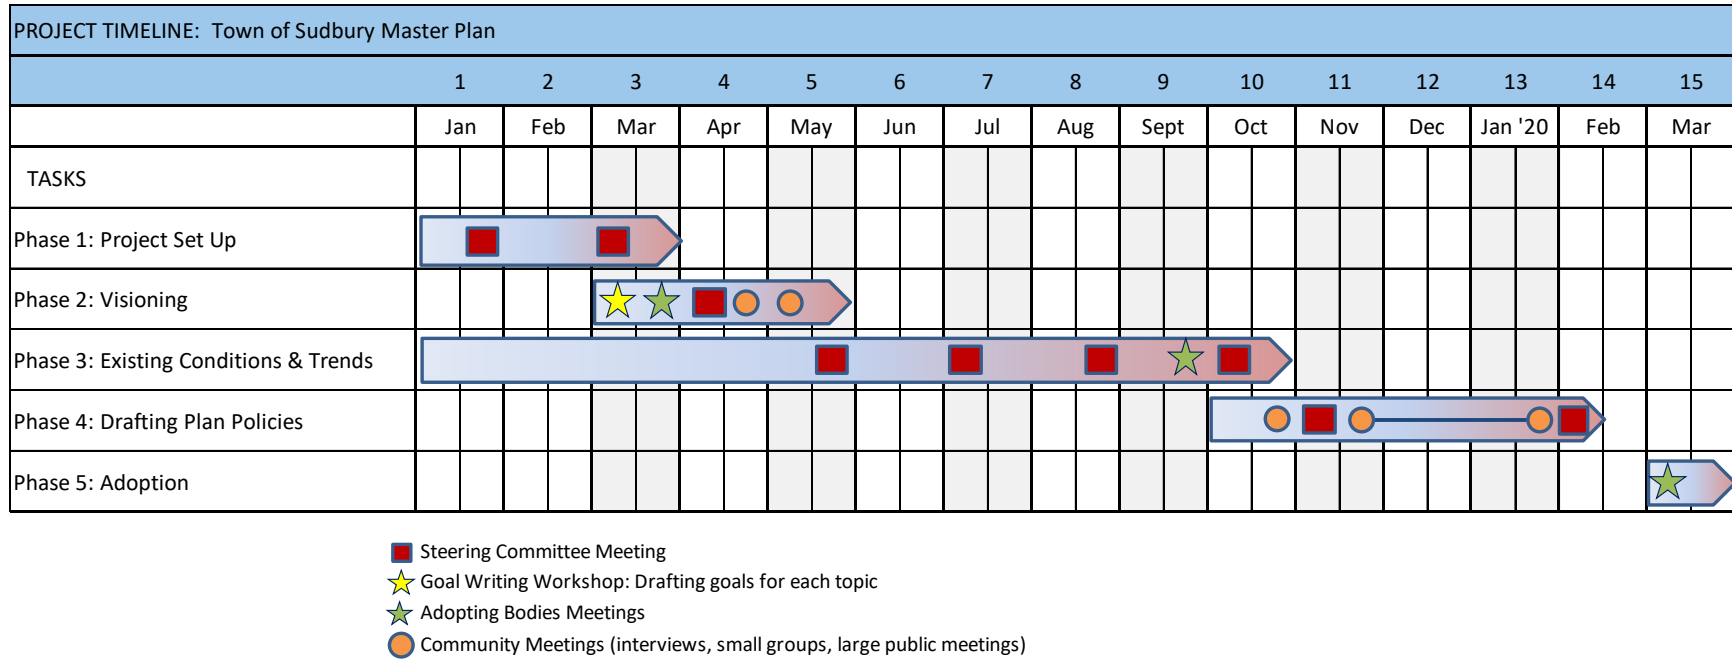 PROJECT TIMELINE: Town of Sudbury Master Plan
1 2 3 4 5 6 7 8 9 10 11 12 13 14 15
Jan Feb Mar Apr May Jun Jul Aug Sept Oct Nov Dec Jan '20 Feb Mar
TASKS
Phase 1: Project Set Up
Phase 2: Visioning
Phase 3: Existing Conditions & Trends
Phase 4: Drafting Plan Policies
Phase 5: Adoption
Steering Committee Meeting
Goal Writing Workshop: Drafting goals for each topic
Adopting Bodies Meetings
Community Meetings (interviews, small groups, large public meetings)